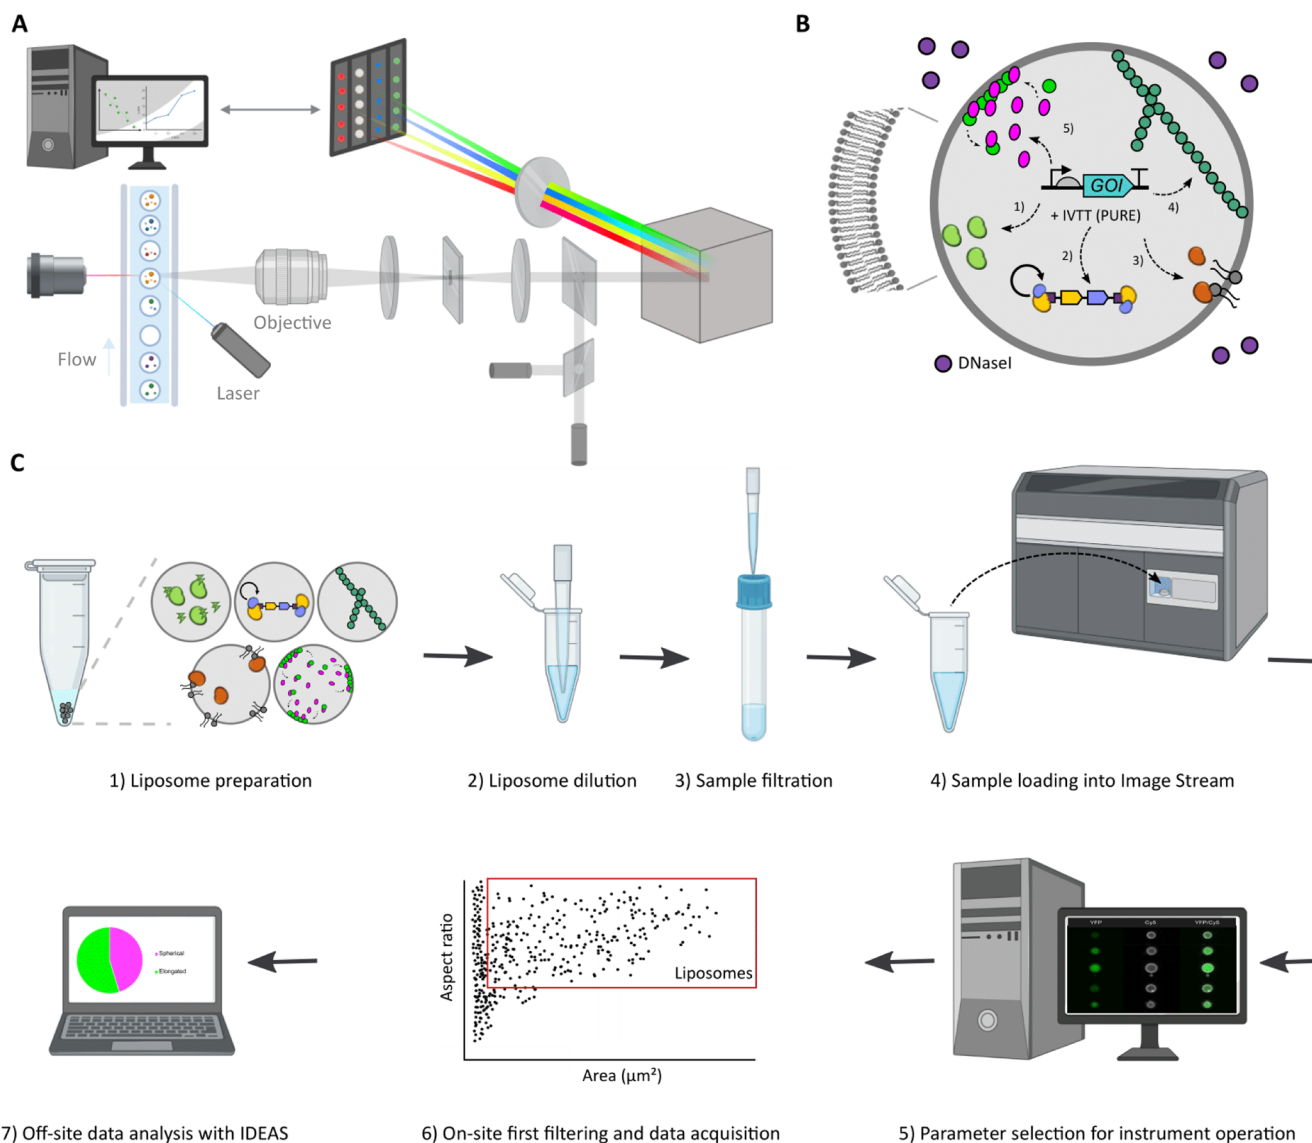 A
Objective
Flow
Laser
B
5)
GOI
1)
4)
+ IVTT (PURE)
2)
3)
DNaseI
C
1) Liposome preparation
2) Liposome dilution
3) Sample filtration
4) Sample loading into Image Stream
Spherical
Elongated
Aspect ratio
Liposomes
Area (μm²)
YFP
Cy5
YFP/Cy5
7) Off-site data analysis with IDEAS
6) On-site first filtering and data acquisition
5) Parameter selection for instrument operation